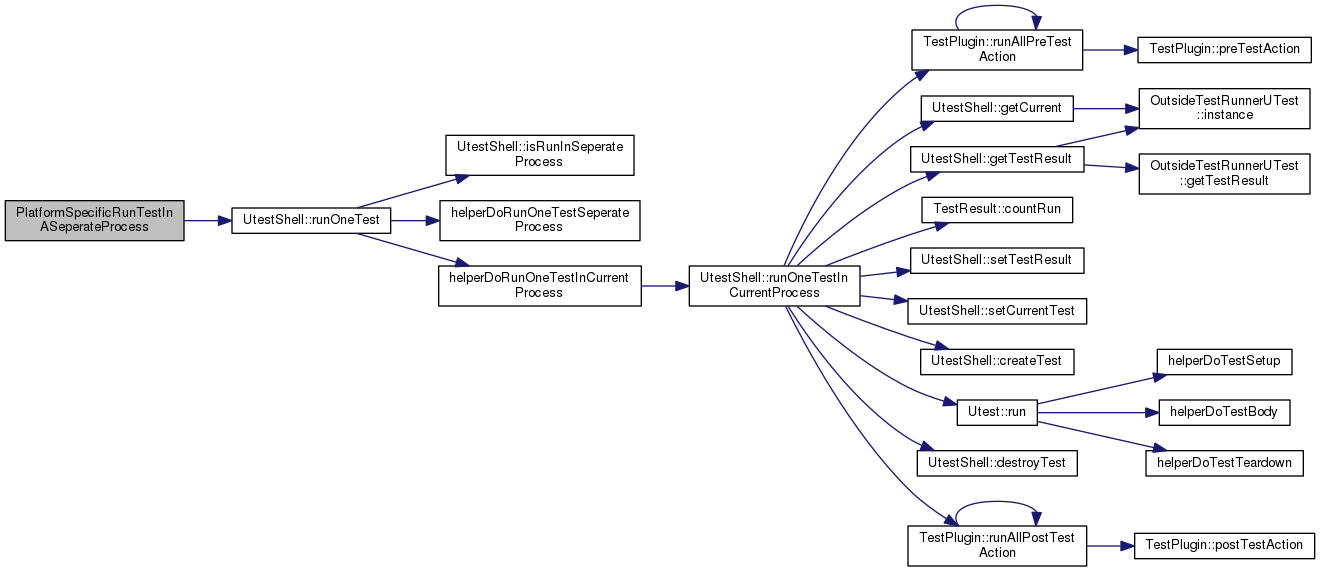 PlatformSpecificRunTestIn
ASeperateProcess
UtestShell::runOneTest
UtestShell::isRunInSeperate
Process
helperDoRunOneTestSeperate
Process
helperDoRunOneTestInCurrent
Process
UtestShell::runOneTestIn
CurrentProcess
TestPlugin::runAllPreTest
Action
TestPlugin::preTestAction
UtestShell::getCurrent
OutsideTestRunnerUTest
::instance
UtestShell::getTestResult
OutsideTestRunnerUTest
::getTestResult
TestResult::countRun
UtestShell::setTestResult
UtestShell::setCurrentTest
UtestShell::createTest
Utest::run
helperDoTestSetup
helperDoTestBody
helperDoTestTeardown
UtestShell::destroyTest
TestPlugin::runAllPostTest
Action
TestPlugin::postTestAction